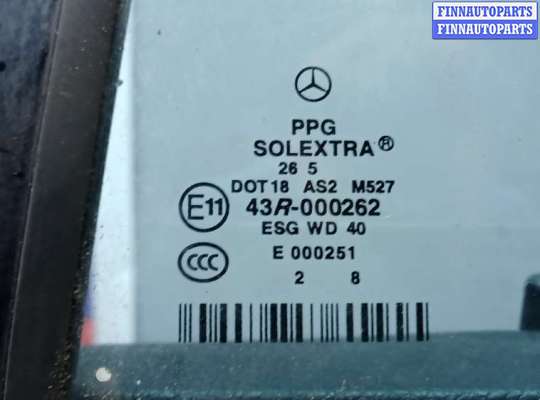 FINNAUTOPARTS
FINNAUTOPARTS
PPG
SOLEXTRA®
26 5
DOT18 AS2 M527
E11 43R-000262
ESG WD 40
CCC E 000251
2 8